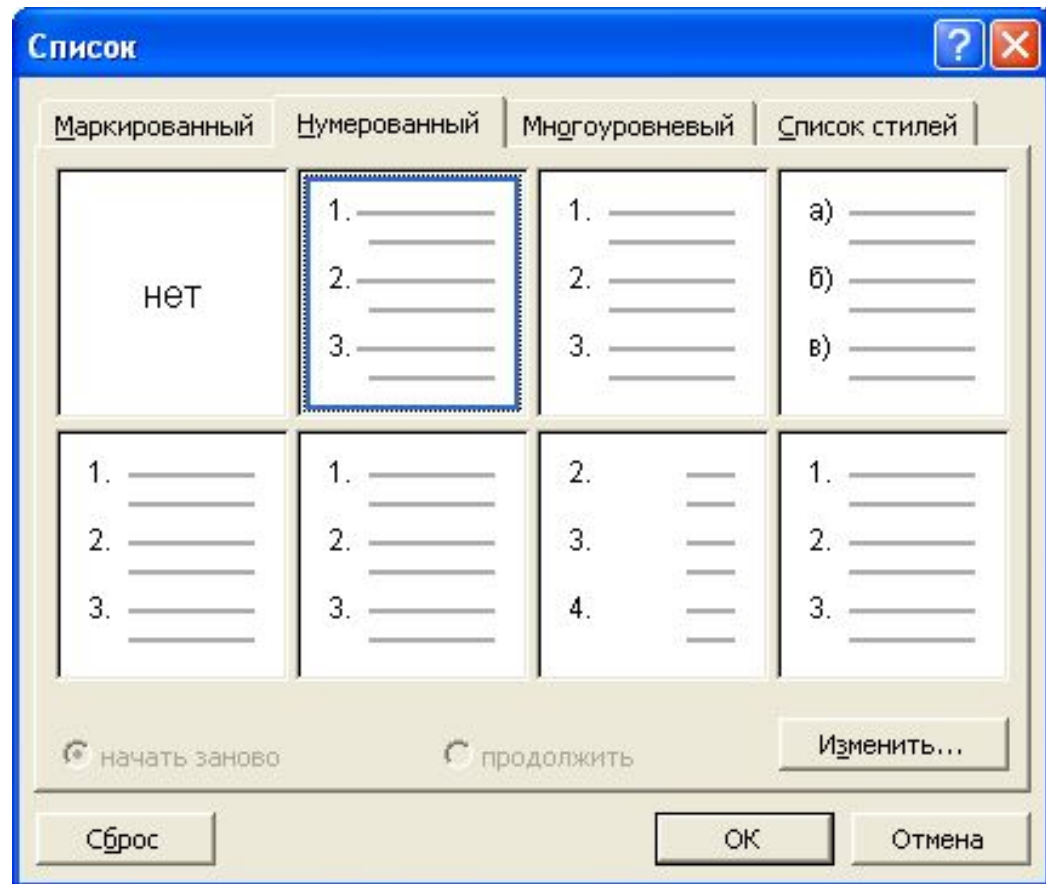 Список
Маркированный Нумерованный Многоуровневый Список стилей
нет
1.
2.
3.
1.
2.
3.
а)
б)
в)
1.
2.
3.
1.
2.
3.
2.
3.
4.
1.
2.
3.
начать заново продолжить Изменить...
Сброс ОК Отмена